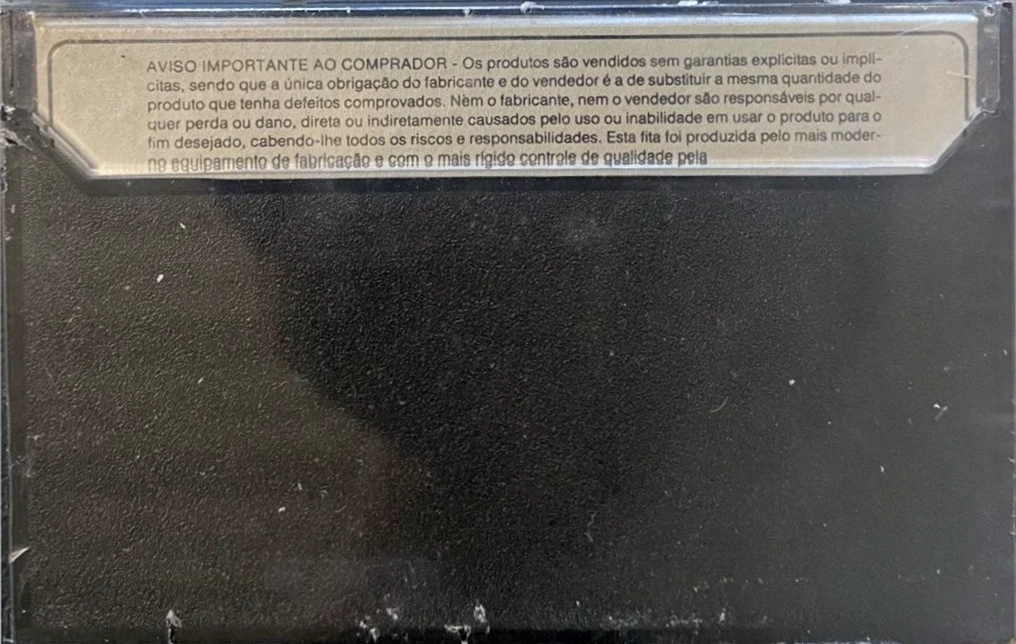 AVISO IMPORTANTE AO COMPRADOR - Os produtos são vendidos sem garantias explícitas ou implí-
citas, sendo que a única obrigação do fabricante e do vendedor é a de substituir a mesma quantidade do
produto que tenha defeitos comprovados. Nem o fabricante, nem o vendedor são responsáveis por qual-
quer perda ou dano, direta ou indiretamente causados pelo uso ou inabilidade em usar o produto para o
fim desejado, cabendo-lhe todos os riscos e responsabilidades. Esta fita foi produzida pelo mais moder-
no equipamento de fabricação e com o mais rígido controle de qualidade pela